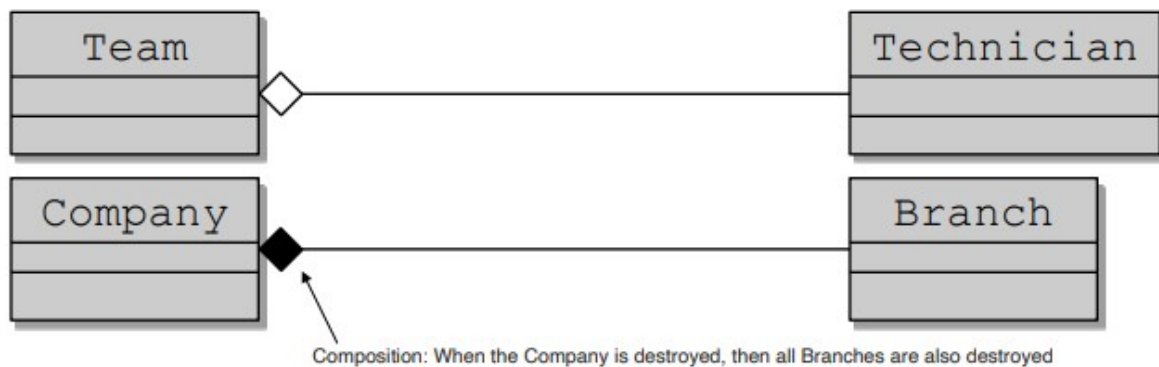 Team
Technician
Company
Branch
Composition: When the Company is destroyed, then all Branches are also destroyed